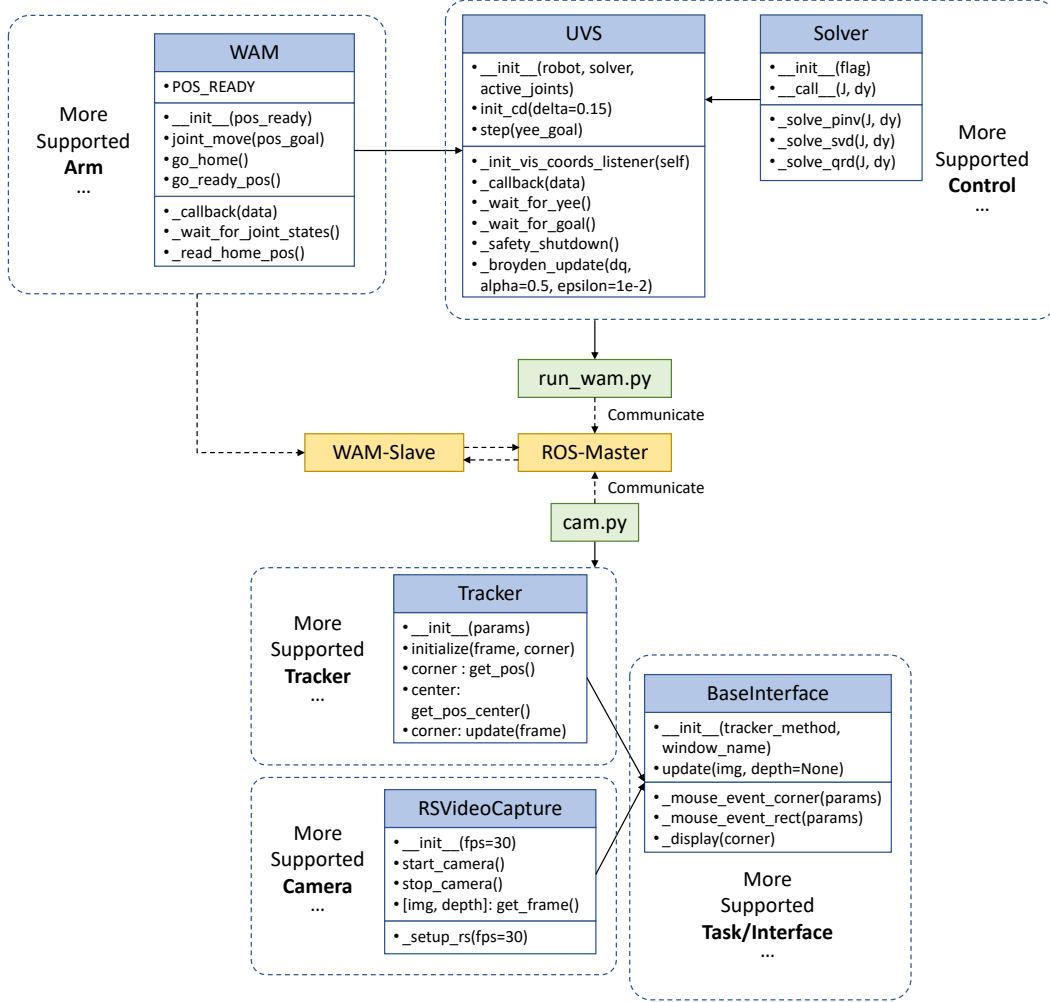 More
Supported
Arm
...
WAM
• POS_READY
• __init__(pos_ready)
• joint_move(pos_goal)
• go_home()
• go_ready_pos()
• _callback(data)
• _wait_for_joint_states()
• _read_home_pos()
UVS
• __init__(robot, solver,
active_joints)
• init_cd(delta=0.15)
• step(yee_goal)
• _init_vis_coords_listener(self)
• _callback(data)
• _wait_for_yee()
• _wait_for_goal()
• _safety_shutdown()
• _broyden_update(dq,
alpha=0.5, epsilon=1e-2)
Solver
• __init__(flag)
• __call__(J, dy)
• _solve_pinv(J, dy)
• _solve_svd(J, dy)
• _solve_qrd(J, dy)
More
Supported
Control
...
run_wam.py
Communicate
WAM-Slave
ROS-Master
Communicate
cam.py
More
Supported
Tracker
...
Tracker
• __init__(params)
• initialize(frame, corner)
• corner : get_pos()
• center:
get_pos_center()
• corner: update(frame)
More
Supported
Camera
...
RSVideoCapture
• __init__(fps=30)
• start_camera()
• stop_camera()
• [img, depth]: get_frame()
• _setup_rs(fps=30)
BaseInterface
• __init__(tracker_method,
window_name)
• update(img, depth=None)
• _mouse_event_corner(params)
• _mouse_event_rect(params)
• _display(corner)
More
Supported
Task/Interface
...